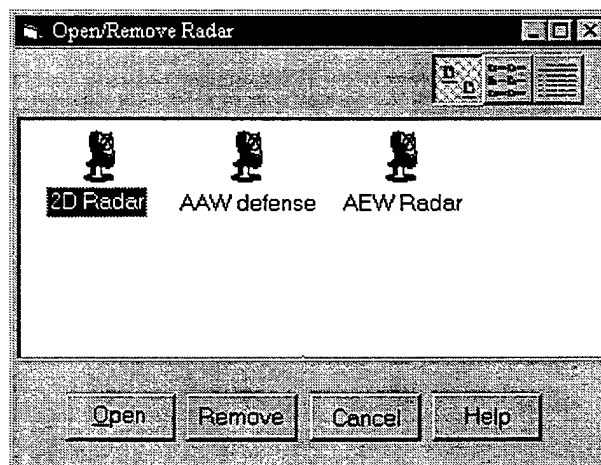 Open/Remove Radar
2D Radar AAW defense AEW Radar
Open Remove Cancel Help